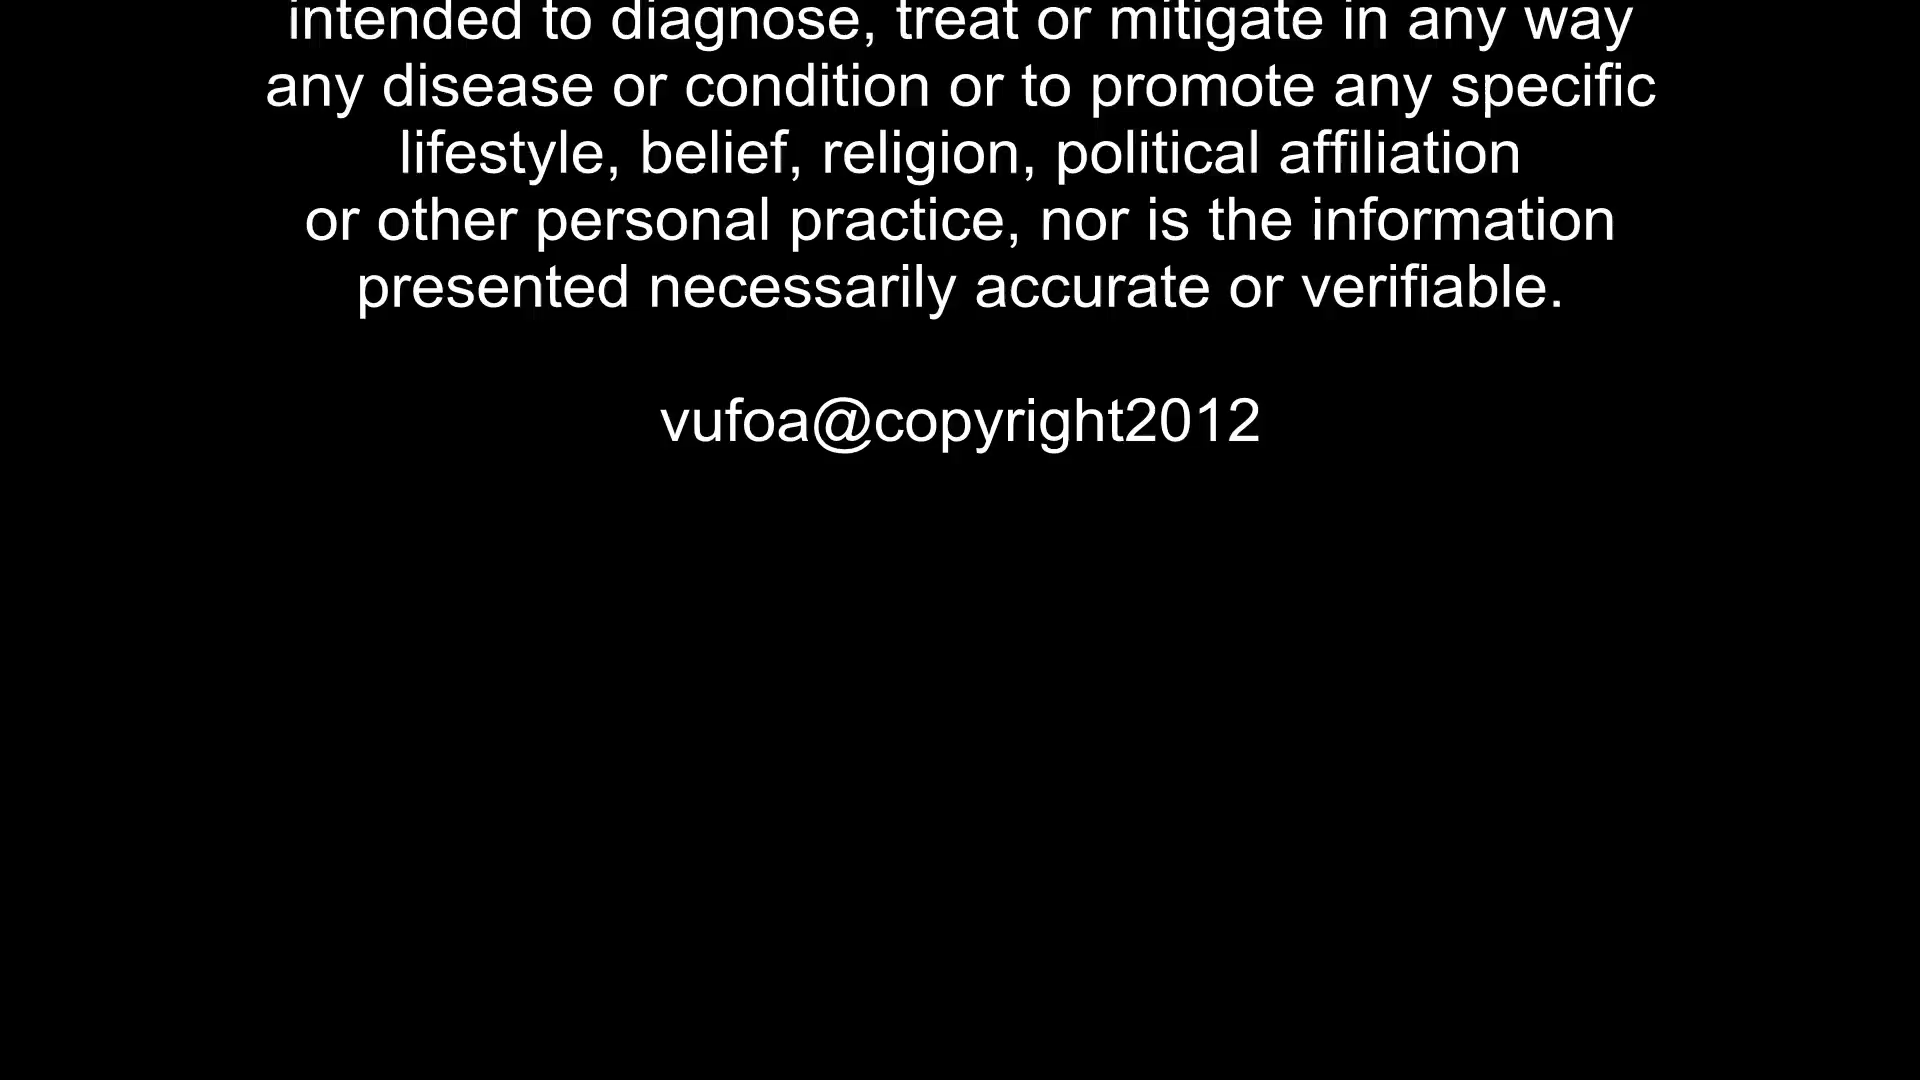 intended to diagnose, treat or mitigate in any way
any disease or condition or to promote any specific
lifestyle, belief, religion, political affiliation
or other personal practice, nor is the information
presented necessarily accurate or verifiable.
vufoa@copyright2012